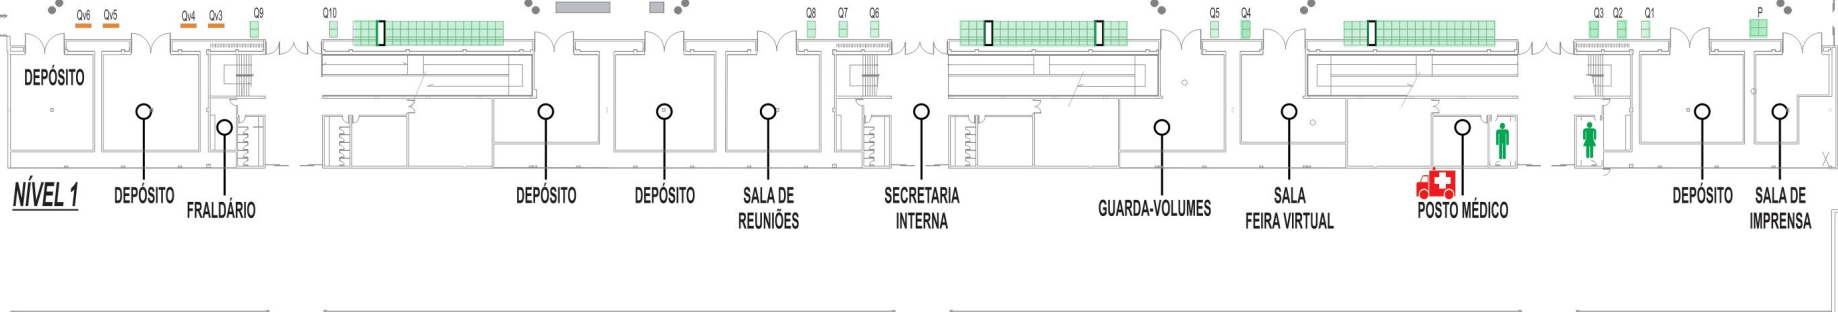 Qv6 Qv5 Qv4 Qv3 Q9 Q10 Q8 Q7 Q6 Q5 Q4 Q3 Q2 Q1 P
DEPÓSITO
NÍVEL 1
DEPÓSITO
FRALDÁRIO
DEPÓSITO
DEPÓSITO
SALA DE
REUNIÕES
SECRETARIA
INTERNA
GUARDA-VOLUMES
SALA
FEIRA VIRTUAL
POSTO MÉDICO
DEPÓSITO
SALA DE
IMPRENSA